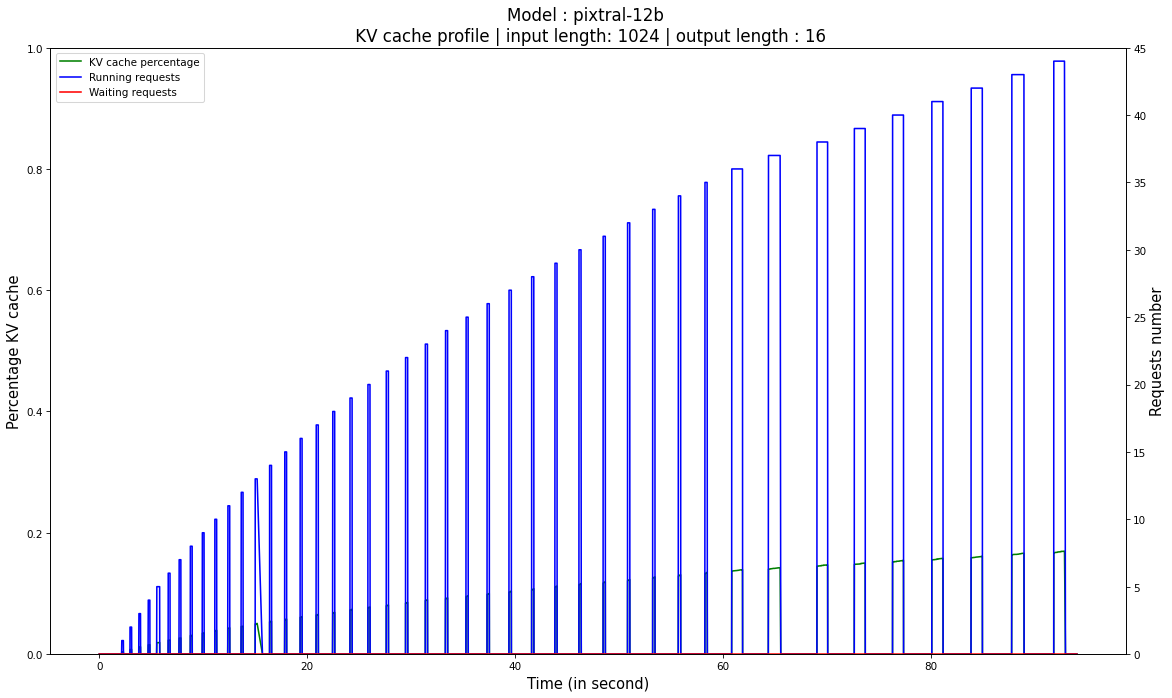 Model : pixtral-12b
KV cache profile | input length: 1024 | output length : 16
KV cache percentage
Running requests
Waiting requests
Percentage KV cache
1.0
0.8
0.6
0.4
0.2
0.0
45
40
35
30
25
20
15
10
5
0
Requests number
0 20 40 60 80
Time (in second)